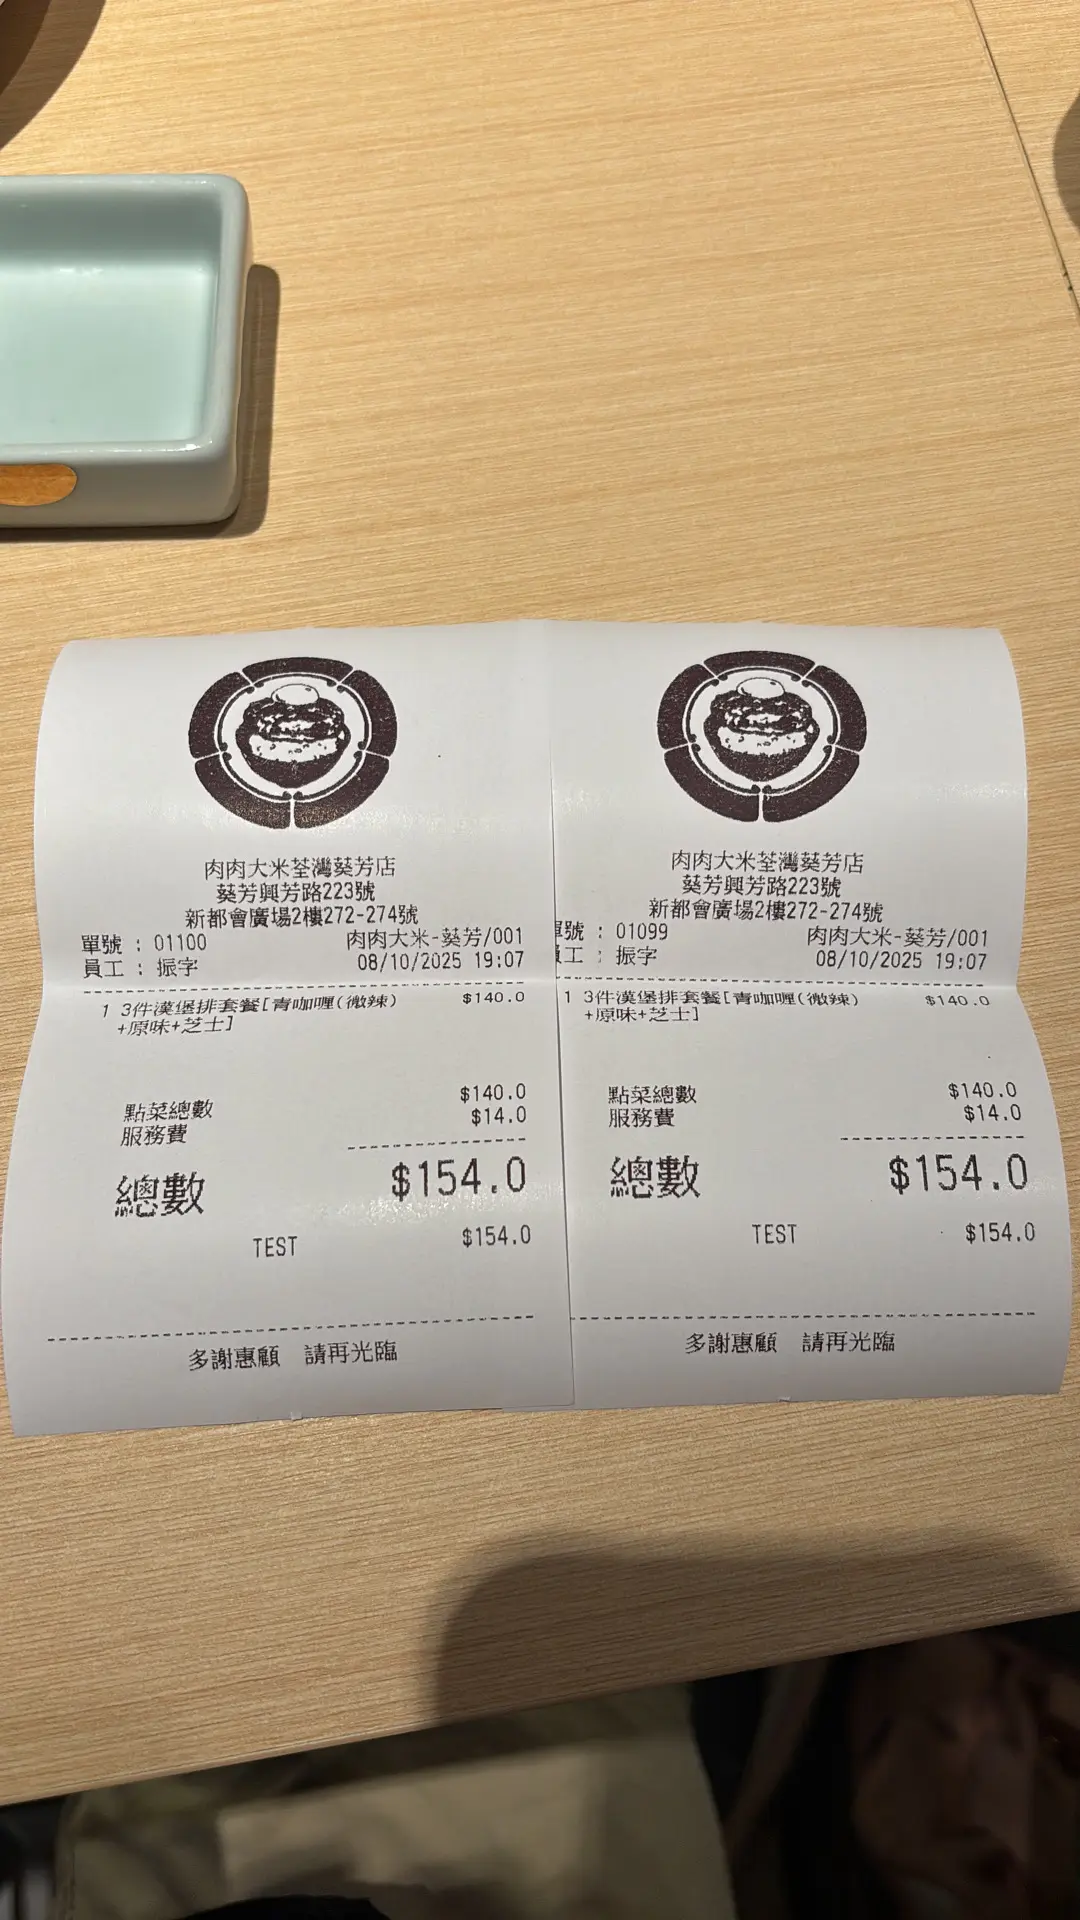 肉肉大米荃灣葵芳店
葵芳興芳路223號
新都會廣場2樓272-274號
單號 : 01100 肉肉大米-葵芳/001
員工 : 振宇 08/10/2025 19:07
1 3件漢堡排套餐[青咖喱(微辣) $140.0
+原味+芝士]
點菜總數 $140.0
服務費 $14.0
總數 $154.0
TEST $154.0
多謝惠顧 請再光臨
肉肉大米荃灣葵芳店
葵芳興芳路223號
新都會廣場2樓272-274號
單號 : 01099 肉肉大米-葵芳/001
員工 : 振宇 08/10/2025 19:07
1 3件漢堡排套餐[青咖喱(微辣) $140.0
+原味+芝士]
點菜總數 $140.0
服務費 $14.0
總數 $154.0
TEST $154.0
多謝惠顧 請再光臨